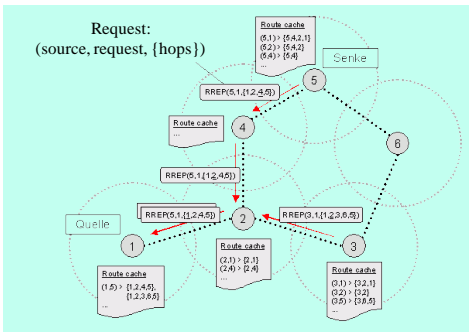 Request:
(source, request, {hops})
Route cache
(5,1) > {5,4,2,1}
(5,2) > {5,4,2}
(5,4) > {5,4}
...
Senke
5
RREP(5,1,{1,2,4,5})
Route cache
...
4
6
RREP(5,1,{1,2,4,5})
Quelle
RREP(5,1,{1,2,4,5})
2
RREP(3,1,{1,2,3,6,5})
1
3
Route cache
(2,1) > {2,1}
(2,4) > {2,4}
...
Route cache
(1,5) > {1,2,4,5},
{1,2,3,6,5}
...
Route cache
(3,1) > {3,2,1}
(3,2) > {3,2}
(3,5) > {3,6,5}
...